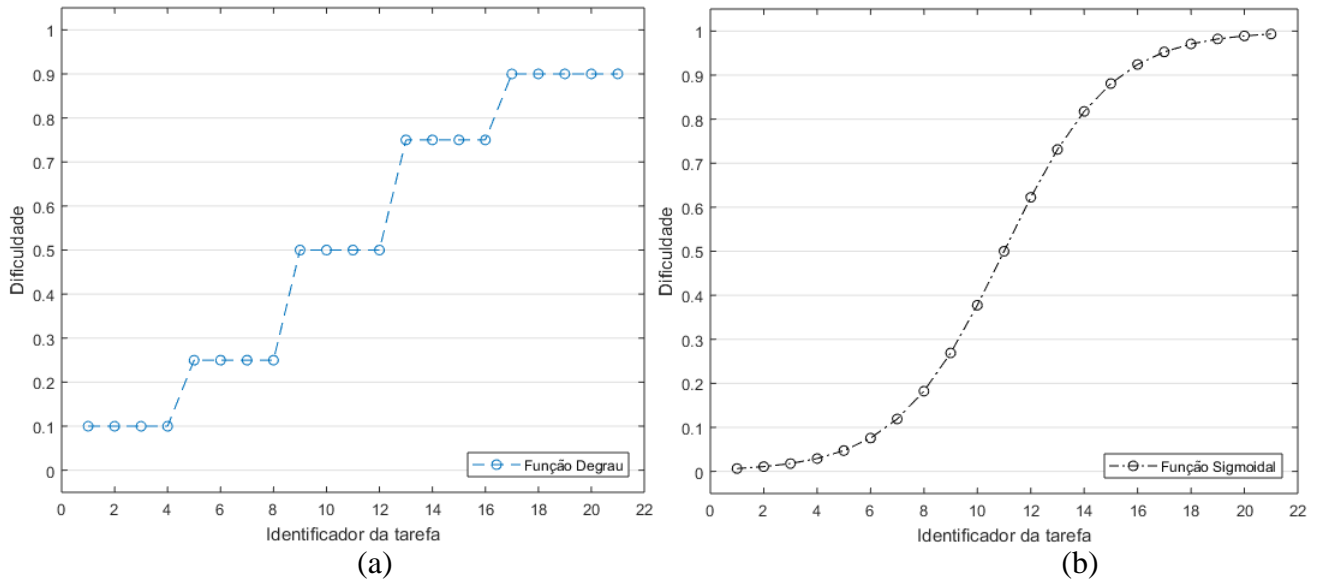 1
0.9
0.8
0.7
0.6
0.5
0.4
0.3
0.2
0.1
0
Dificuldade
Função Degrau
0 2 4 6 8 10 12 14 16 18 20 22
Identificador da tarefa
(a)
1
0.9
0.8
0.7
0.6
0.5
0.4
0.3
0.2
0.1
0
Dificuldade
Função Sigmoidal
0 2 4 6 8 10 12 14 16 18 20 22
Identificador da tarefa
(b)